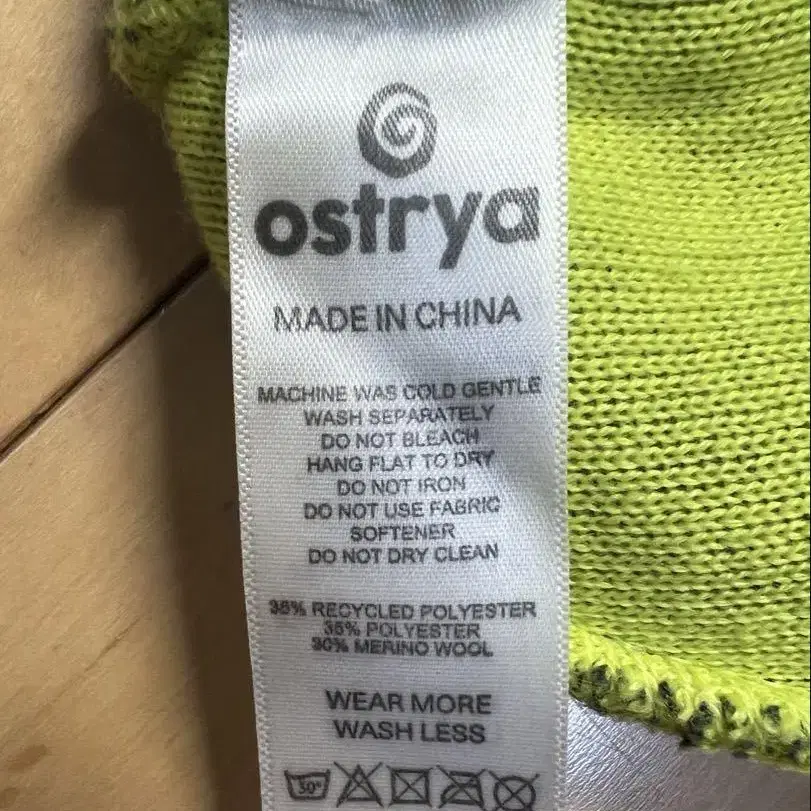 ostrya
MADE IN CHINA
MACHINE WAS COLD GENTLE
WASH SEPARATELY
DO NOT BLEACH
HANG FLAT TO DRY
DO NOT IRON
DO NOT USE FABRIC
SOFTENER
DO NOT DRY CLEAN
35% RECYCLED POLYESTER
35% POLYESTER
30% MERINO WOOL
WEAR MORE
WASH LESS
30°